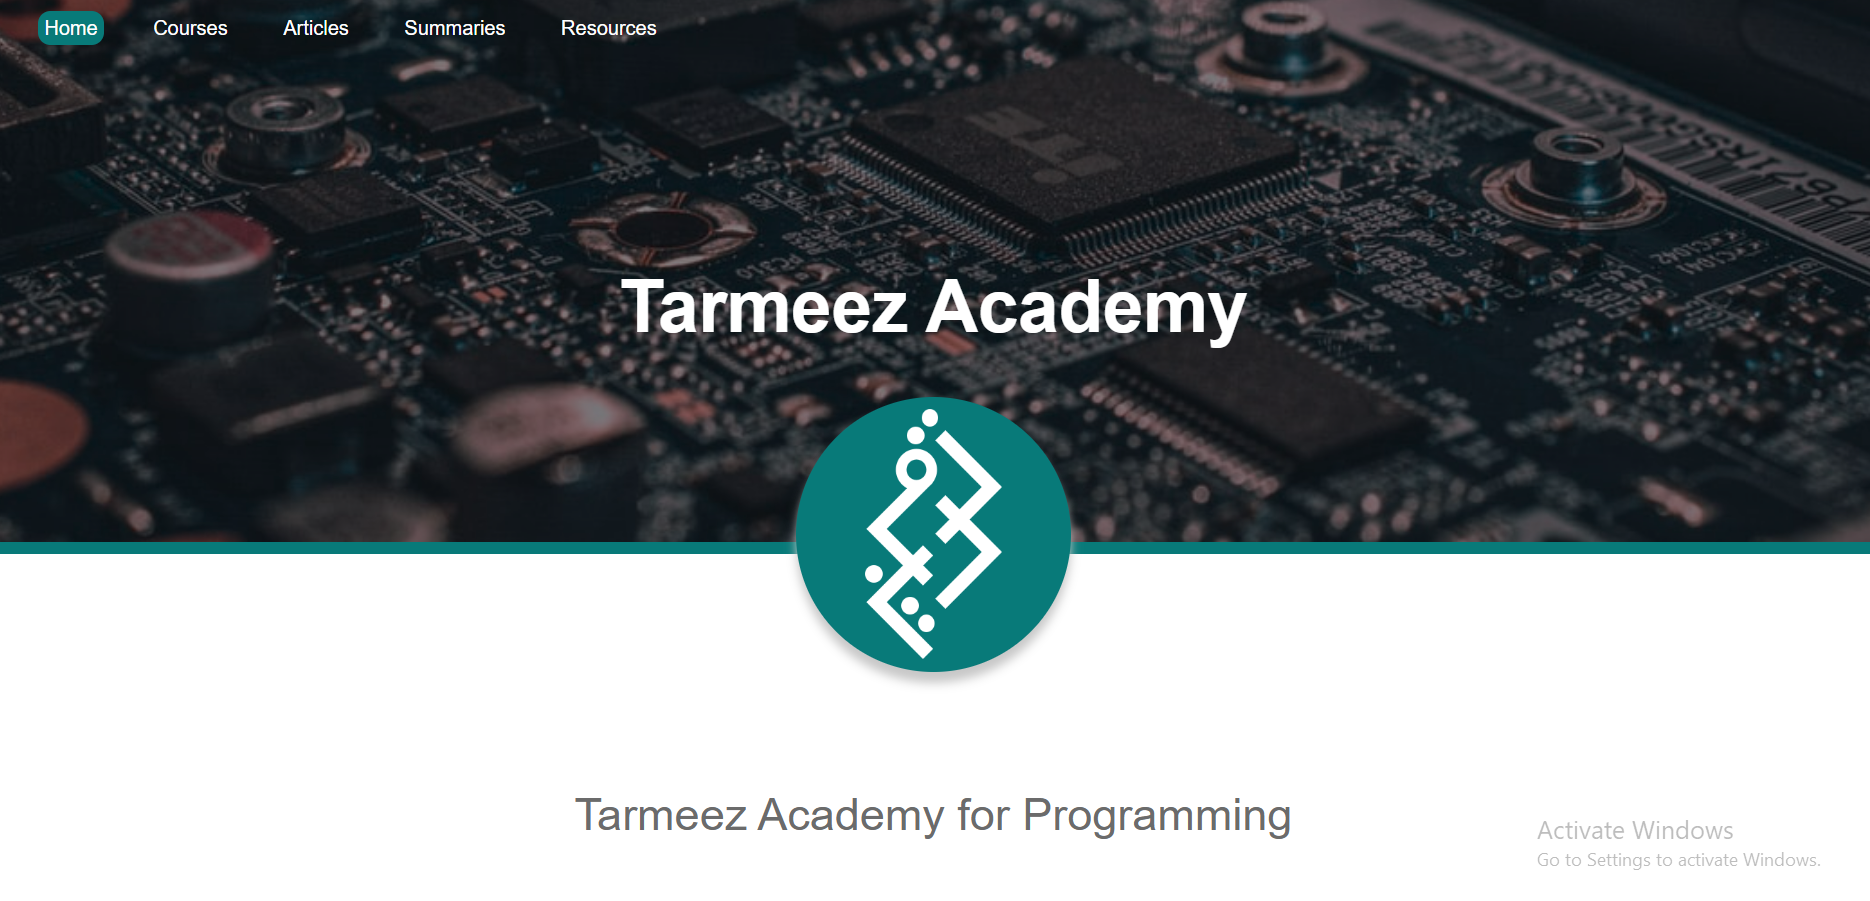 Home Courses Articles Summaries Resources
Tarmeez Academy
Tarmeez Academy for Programming
Activate Windows
Go to Settings to activate Windows.